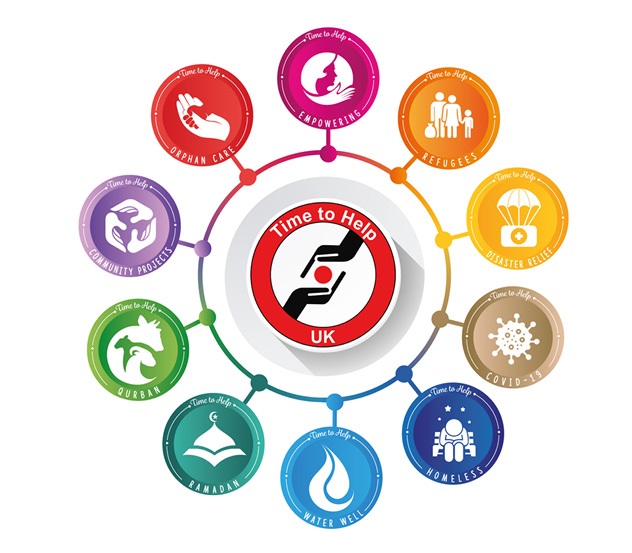 Time to Help
EMPOWERING
Time to Help
REFUGEES
Time to Help
DISASTER RELIEF
Time to Help
COVID-19
Time to Help
HOMELESS
Time to Help
WATER WELL
Time to Help
RAMADAN
Time to Help
QURBAN
Time to Help
COMMUNITY PROJECTS
Time to Help
ORPHAN CARE
Time to Help
UK